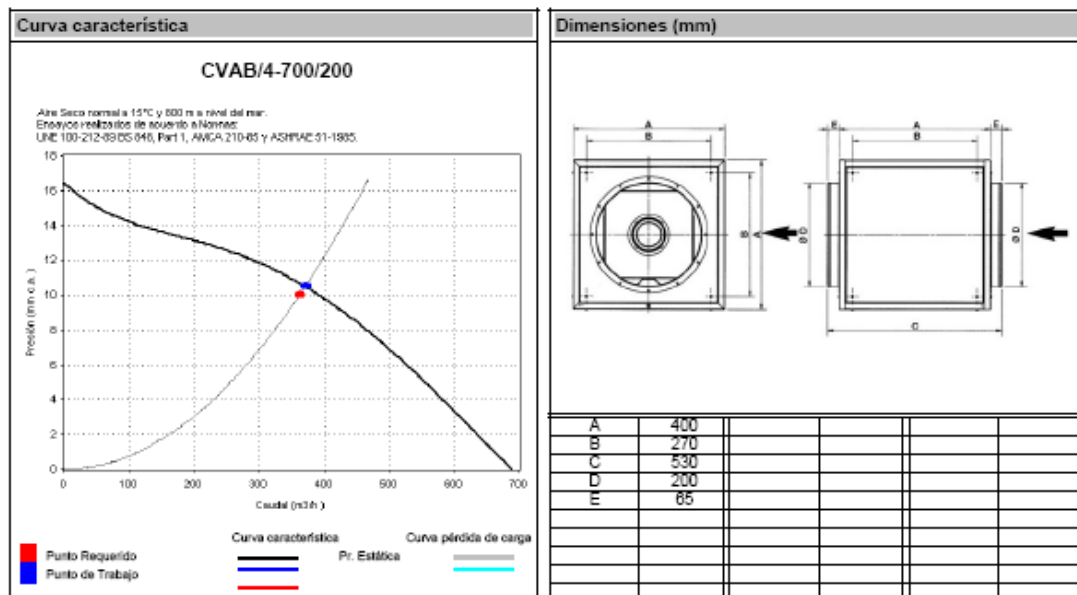 Curva característica
CVAB/4-700/200
Aire Seco normal a 15ºC y 800 m a nivel del mar.
Ensayos realizados de acuerdo a Normas:
UNE 100-212-89 BS 848, Part 1, AMCA 210-85 y ASHRAE 51-1985.
Presión (mm c.a.)
18
16
14
12
10
8
6
4
2
0
0 100 200 300 400 500 600 700
Caudal (m3/h )
Curva característica
Curva pérdida de carga
Punto Requerido
Pr. Estática
Punto de Trabajo
Dimensiones (mm)
A
B
B
A
E
A
E
B
Ø D
Ø D
C
A 400
B 270
C 530
D 200
E 65